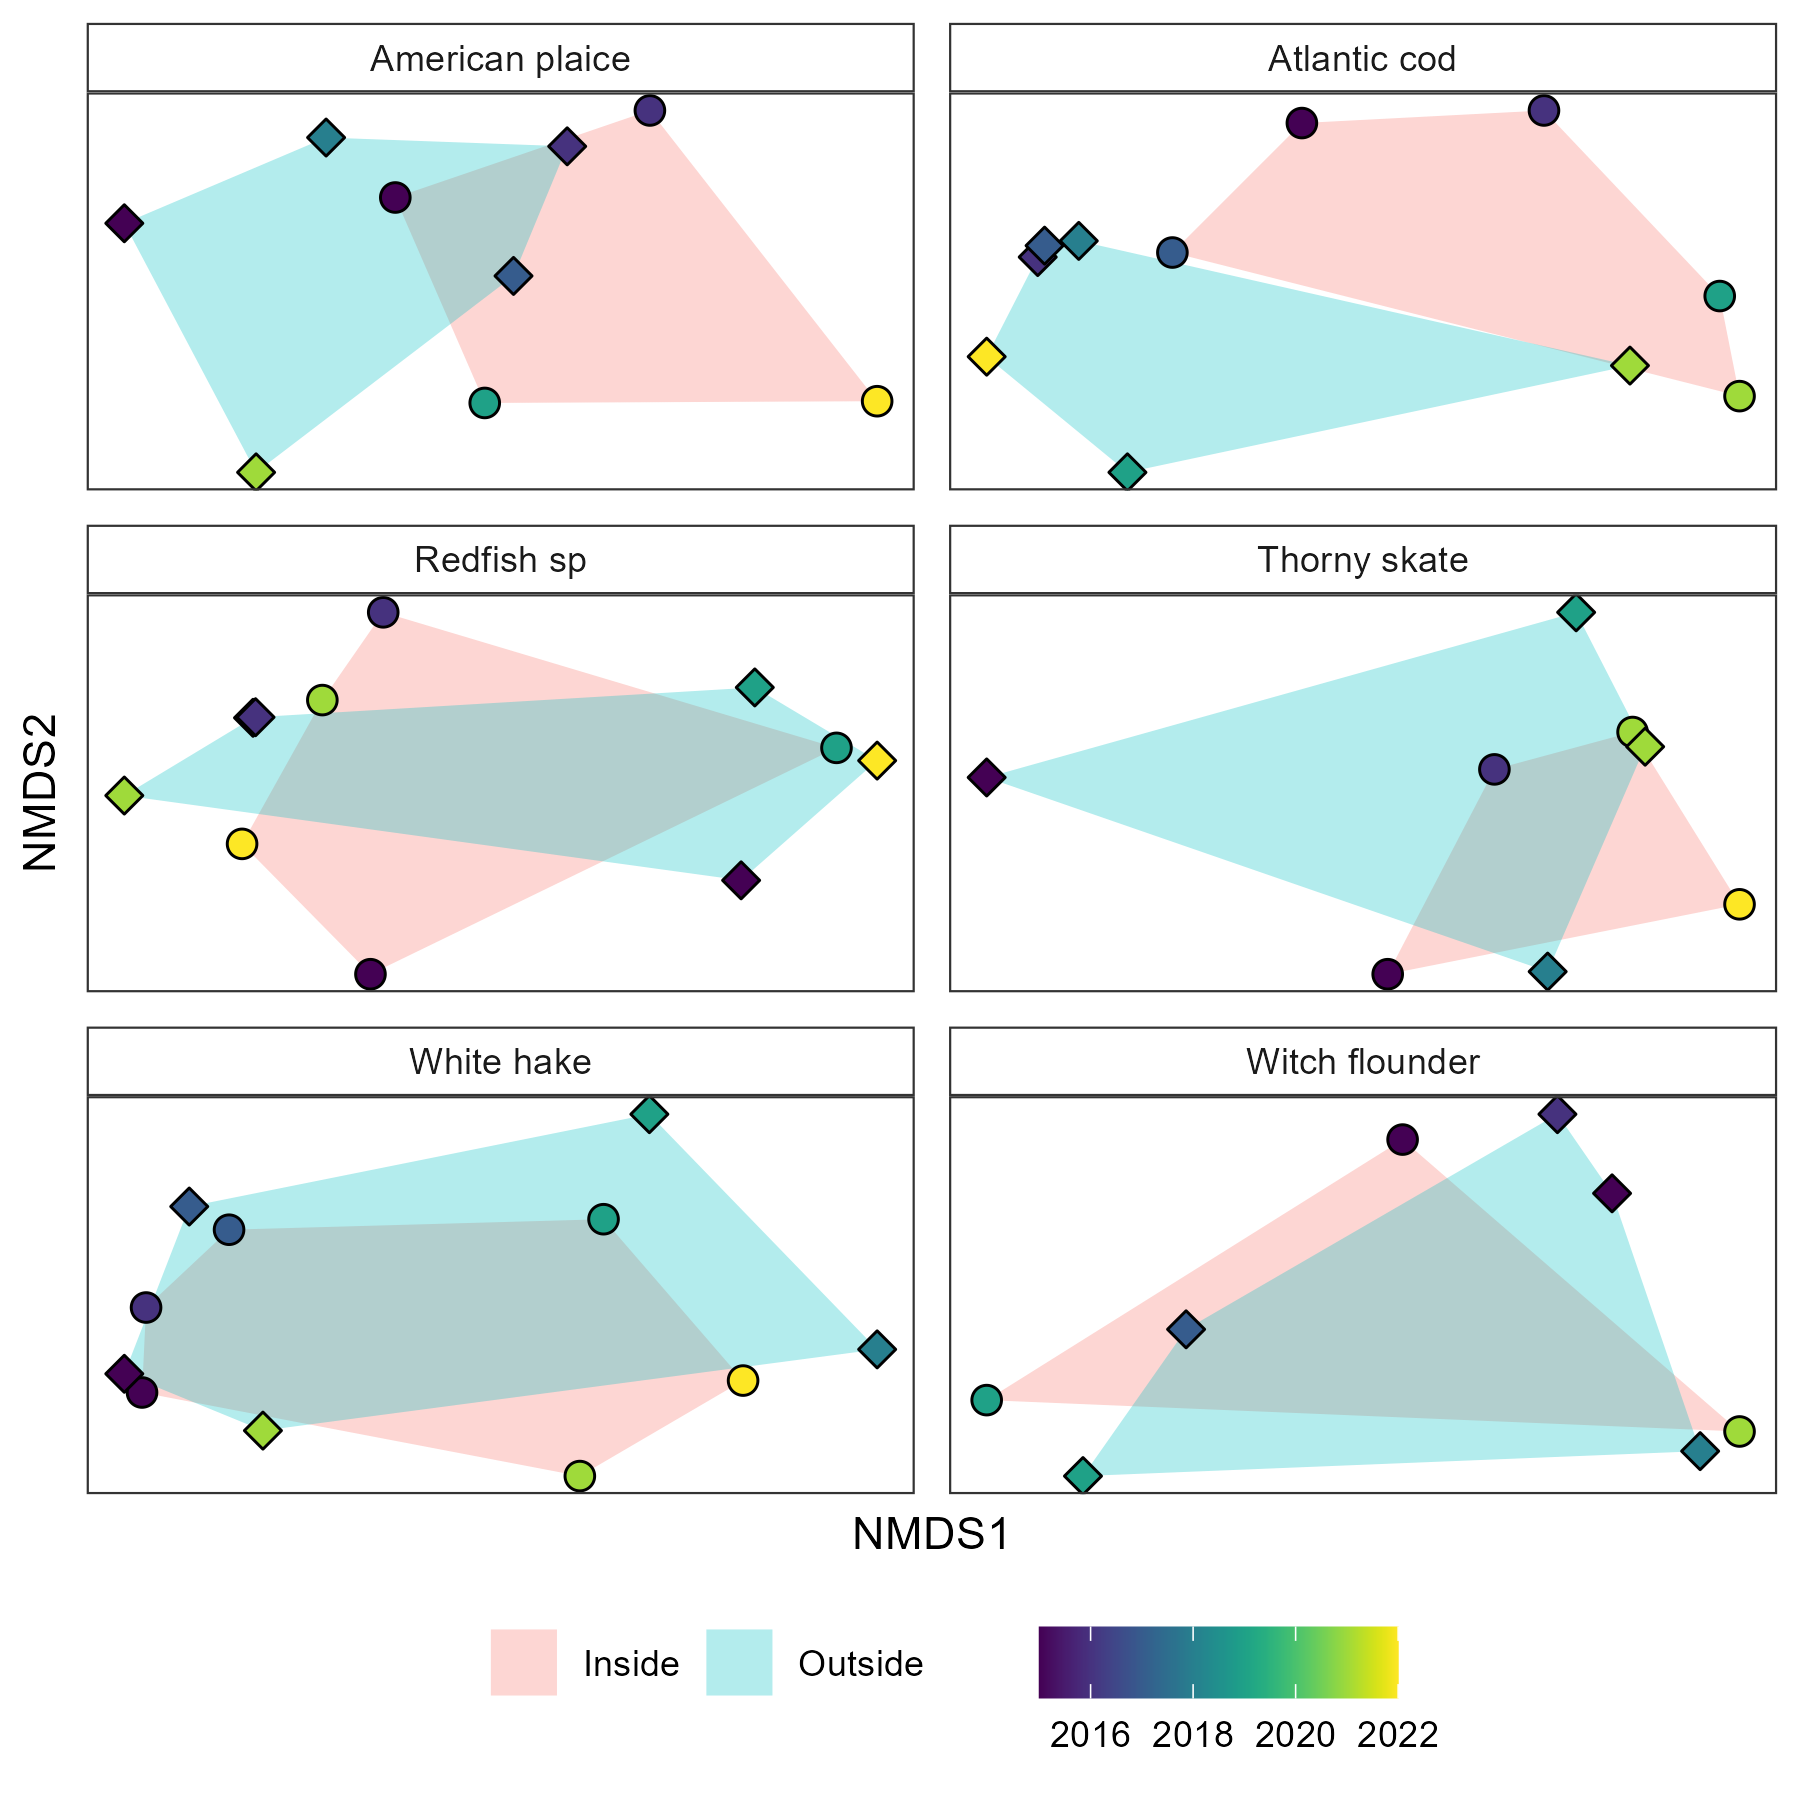 American plaice
Atlantic cod
Redfish sp
Thorny skate
White hake
Witch flounder
NMDS2
NMDS1
Inside
Outside
2016 2018 2020 2022